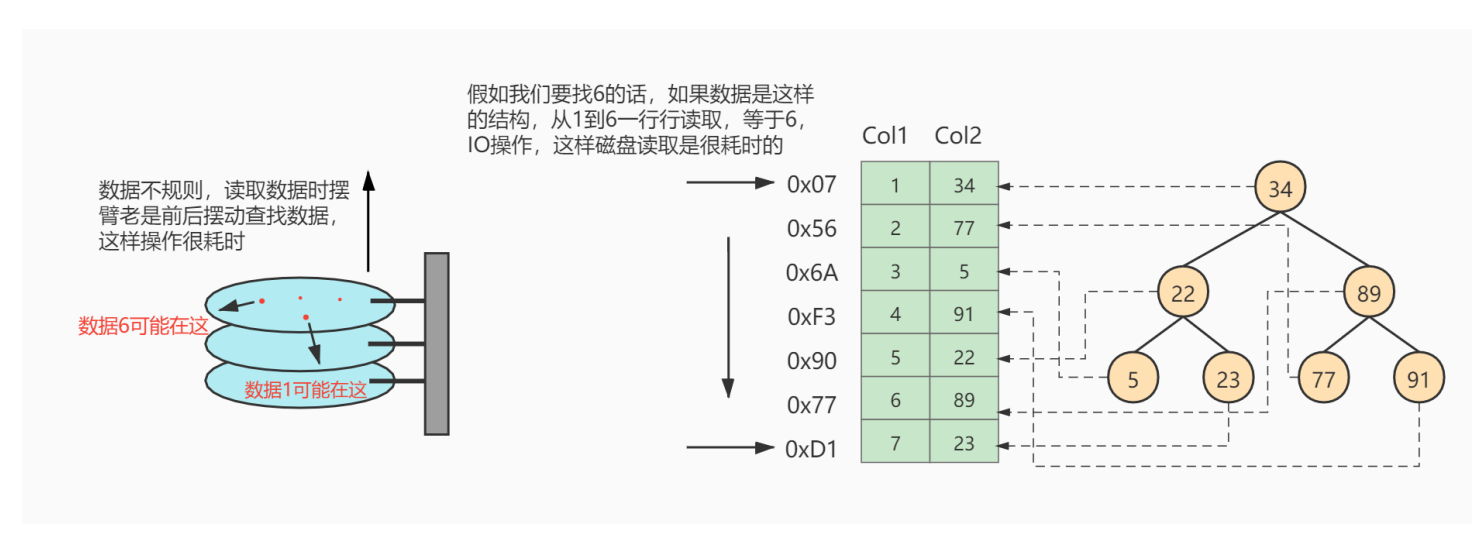 假如我们要找6的话，如果数据是这样
的结构，从1到6一行行读取，等于6，
IO操作，这样磁盘读取是很耗时的
数据不规则，读取数据时摆
臂老是前后摆动查找数据，
这样操作很耗时
数据6可能在这
数据1可能在这
Col1 Col2
0x07 1 34
0x56 2 77
0x6A 3 5
0xF3 4 91
0x90 5 22
0x77 6 89
0xD1 7 23
34
22 89
5 23 77 91